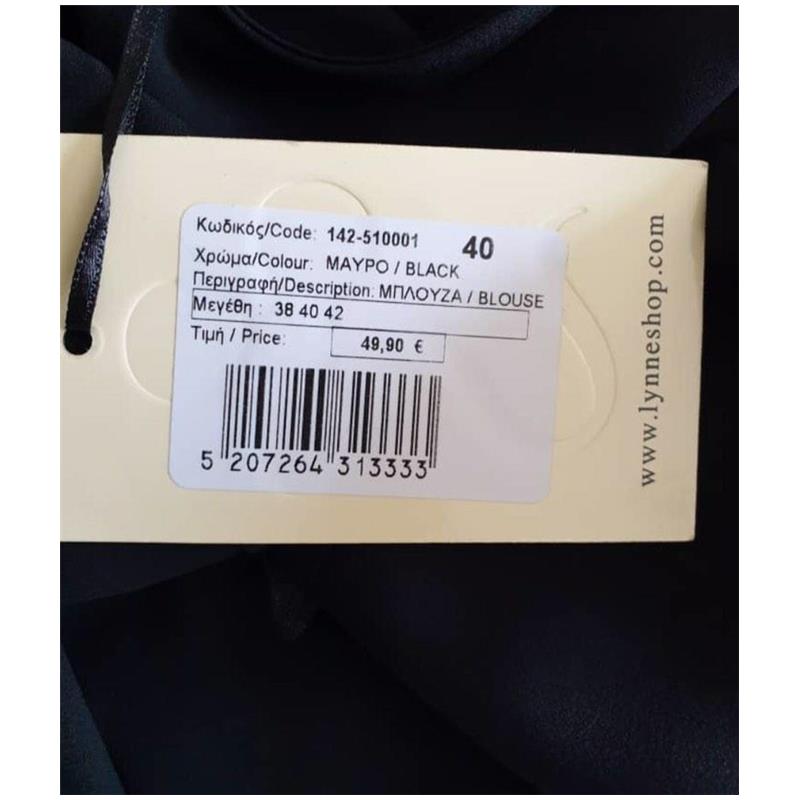 Κωδικός/Code: 142-510001 40
Χρώμα/Colour: ΜΑΥΡΟ / BLACK
Περιγραφή/Description: ΜΠΛΟΥΖΑ / BLOUSE
Μεγέθη : 38 40 42
Τιμή / Price: 49,90 €
5 207264 313333
www.lynneshop.com